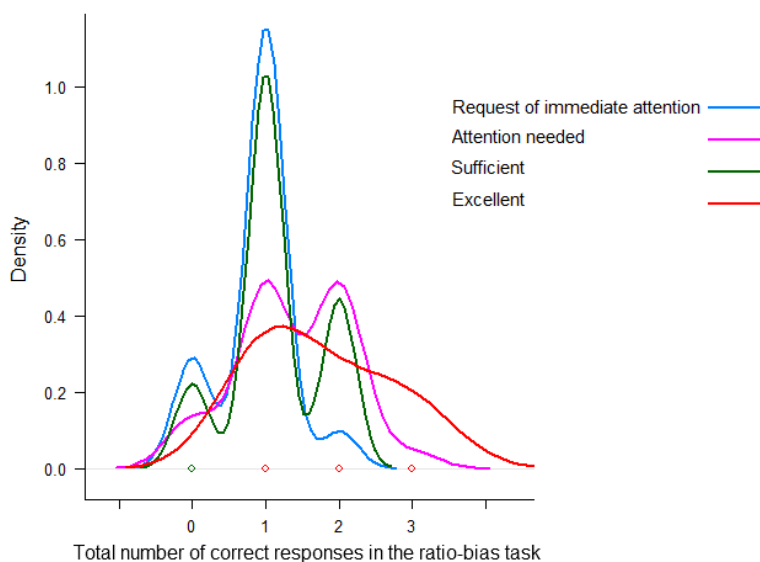 1.0
0.8
0.6
0.4
0.2
0.0
Density
Request of immediate attention
Attention needed
Sufficient
Excellent
0 1 2 3
Total number of correct responses in the ratio-bias task